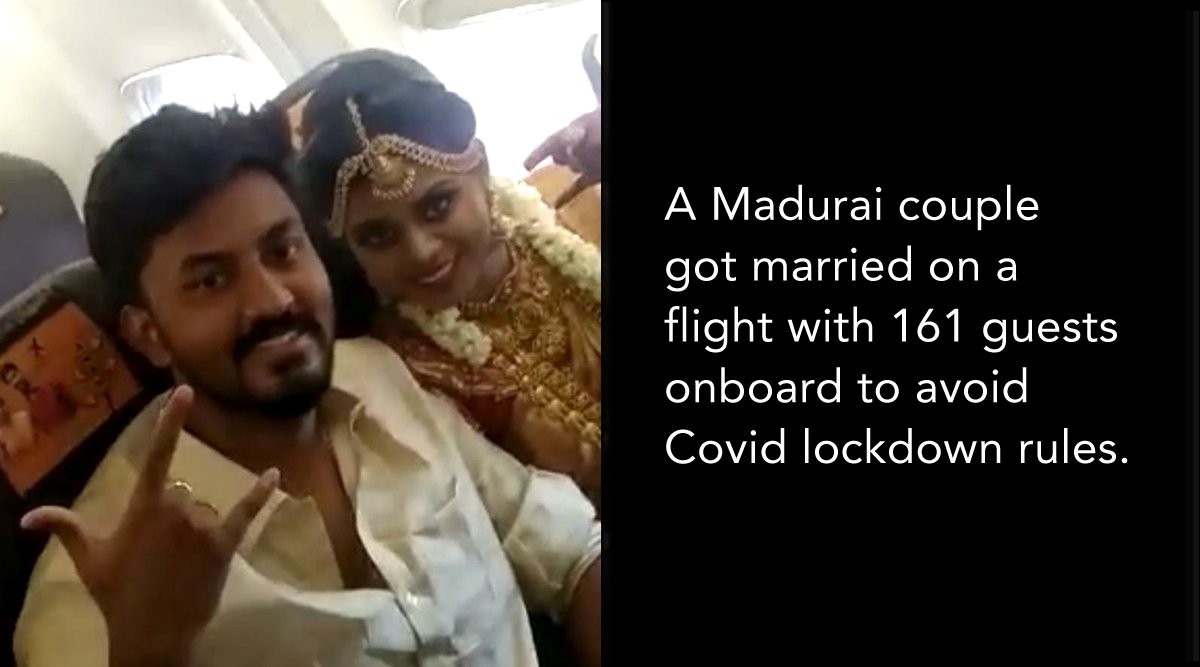 A Madurai couple
got married on a
flight with 161 guests
onboard to avoid
Covid lockdown rules.